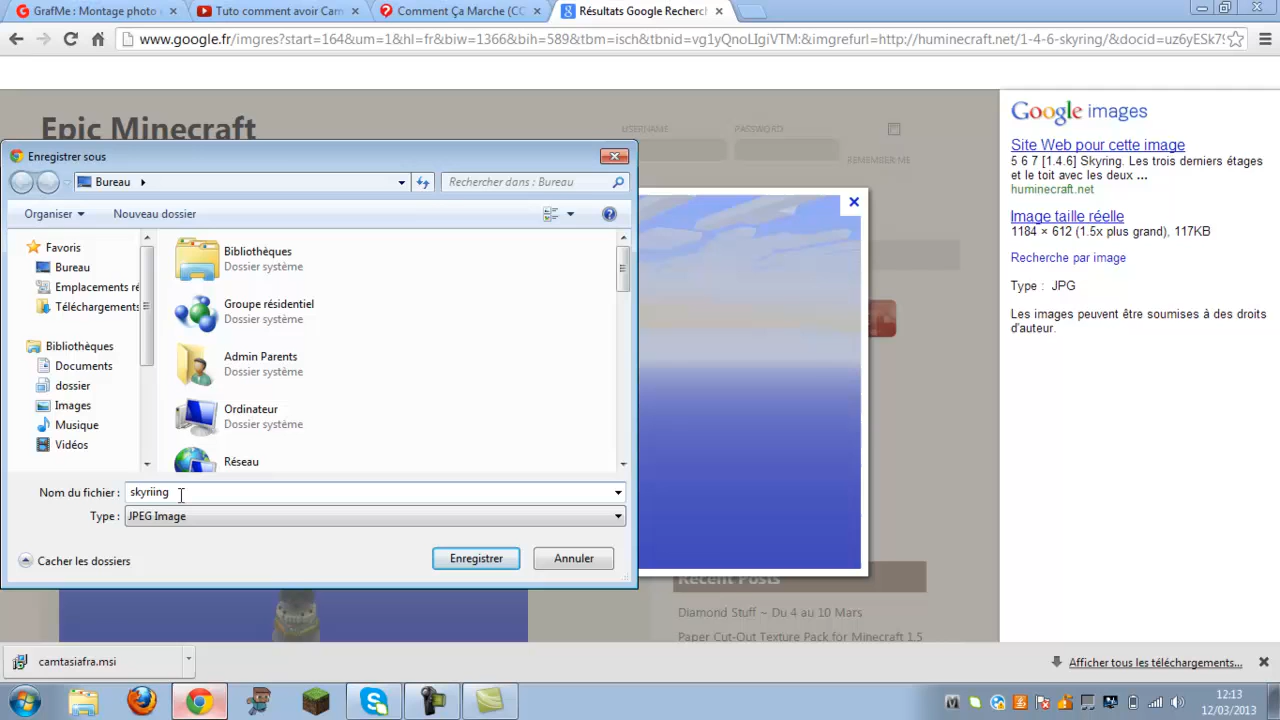 GrafMe : Montage photo
Tuto comment avoir Cam
Comment Ça Marche (CC
Résultats Google Recherc
www.google.fr/imgres?start=164&um=1&hl=fr&biw=1366&bih=589&tbm=isch&tbnid=vg1yQnoLIgiVTM:&imgrefurl=http://huminecraft.net/1-4-6-skyring/&docid=uz6yESk79
Epic Minecraft
USERNAME
PASSWORD
REMEMBER ME
Enregistrer sous
Bureau
Rechercher dans : Bureau
Organiser
Nouveau dossier
Favoris
Bureau
Emplacements ré
Téléchargements
Bibliothèques
Documents
dossier
Images
Musique
Vidéos
Bibliothèques
Dossier système
Groupe résidentiel
Dossier système
Admin Parents
Dossier système
Ordinateur
Dossier système
Réseau
Nom du fichier : skyriing
Type : JPEG Image
Cacher les dossiers
Enregistrer
Annuler
Google images
Site Web pour cette image
5 6 7 [1.4.6] Skyring. Les trois derniers étages
et le toit avec les deux ...
huminecraft.net
Image taille réelle
1184 × 612 (1.5x plus grand), 117KB
Recherche par image
Type : JPG
Les images peuvent être soumises à des droits
d'auteur.
Recent Posts
Diamond Stuff ~ Du 4 au 10 Mars
Paper Cut-Out Texture Pack for Minecraft 1.5
camtasiafra.msi
Afficher tous les téléchargements...
12:13
12/03/2013